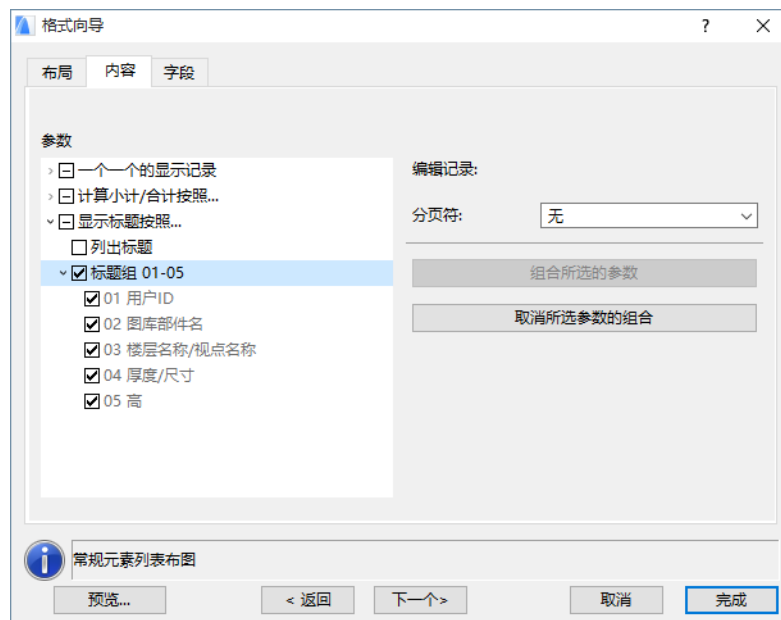 格式向导
?
布局 内容 字段
参数
一个一个的显示记录
计算小计/合计按照...
显示标题按照...
列出标题
标题组 01-05
01 用户ID
02 图库部件名
03 楼层名称/视点名称
04 厚度/尺寸
05 高
编辑记录:
分页符: 无
组合所选的参数
取消所选参数的组合
常规元素列表布图
预览... < 返回 下一个> 取消 完成